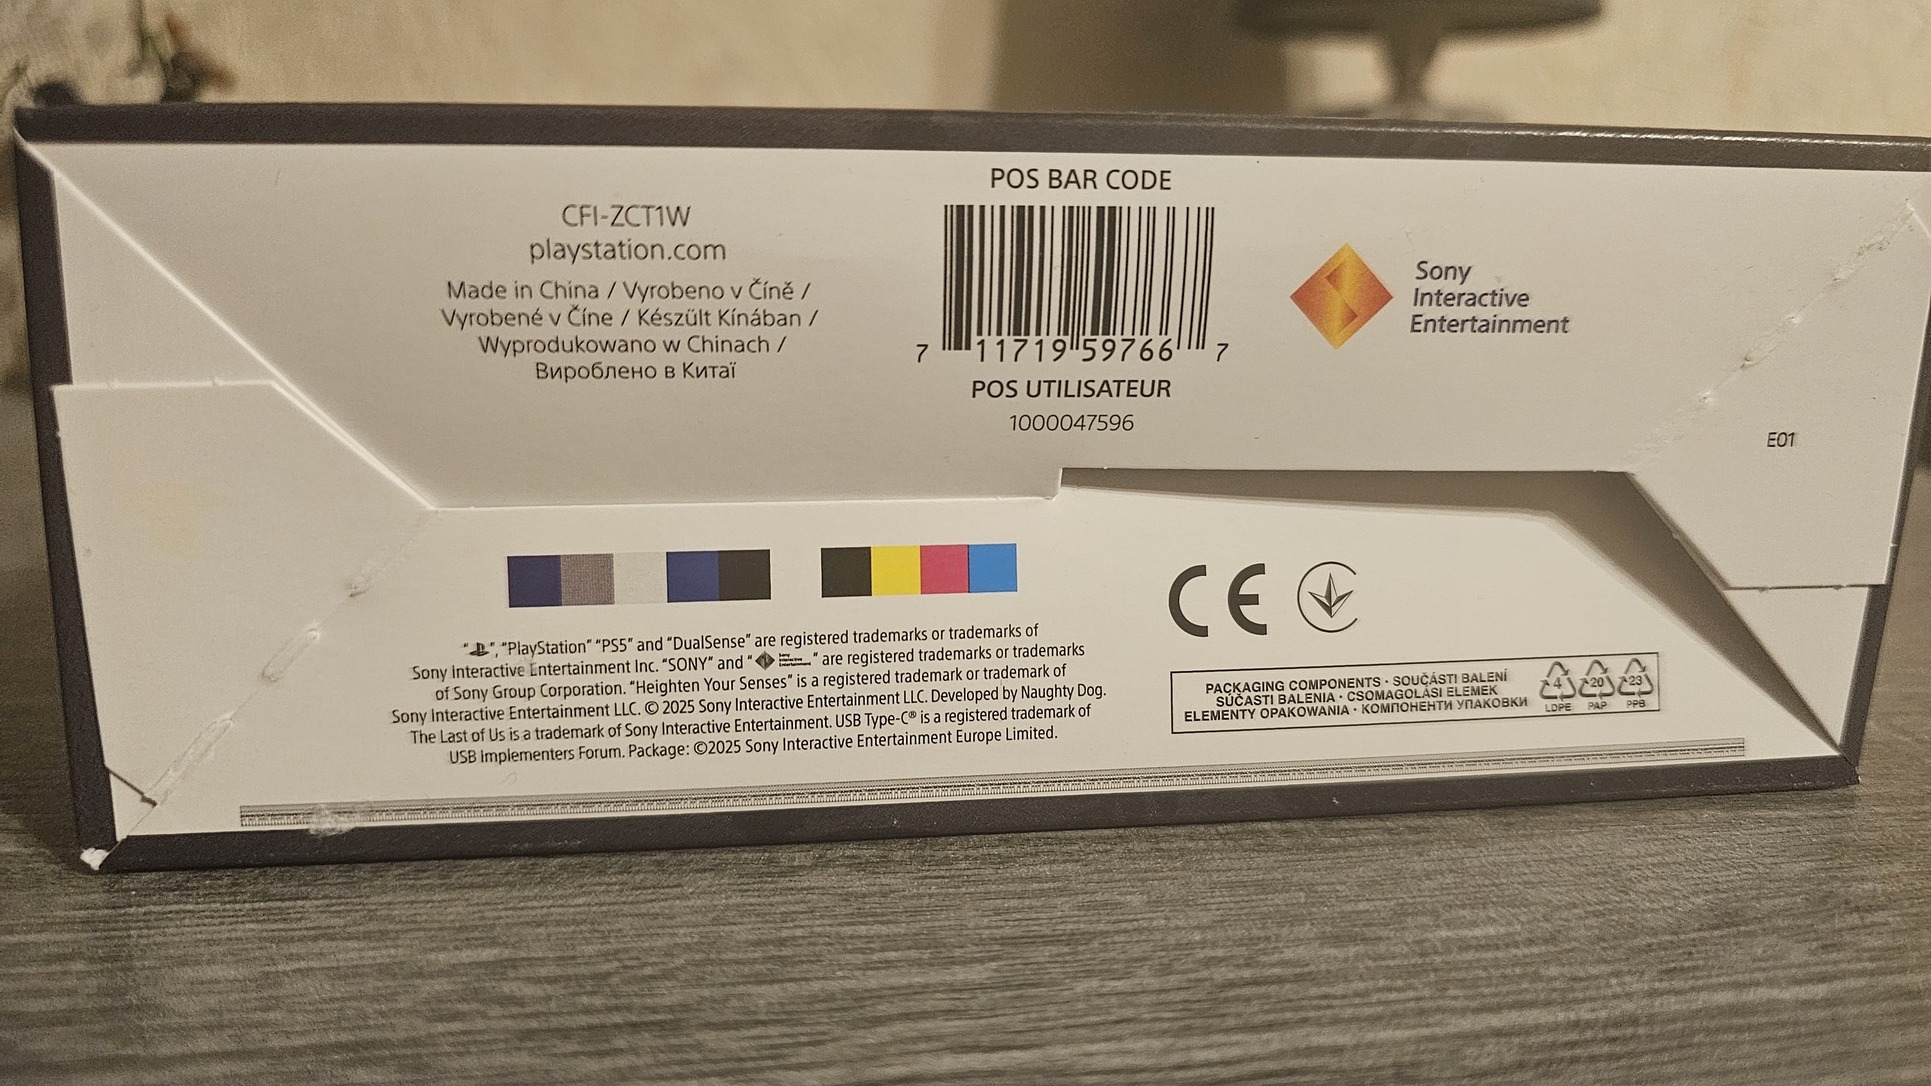 POS BAR CODE
CFI-ZCT1W
playstation.com
Made in China / Vyrobeno v Číně /
Vyrobené v Číne / Készült Kínában /
Wyprodukowano w Chinach /
Вироблено в Китаї
7 11719 59766 7
POS UTILISATEUR
1000047596
Sony
Interactive
Entertainment
E01
" ", "PlayStation" "PS5" and "DualSense" are registered trademarks or trademarks of
Sony Interactive Entertainment Inc. "SONY" and " " are registered trademarks or trademarks
of Sony Group Corporation. "Heighten Your Senses" is a registered trademark or trademark of
Sony Interactive Entertainment LLC. © 2025 Sony Interactive Entertainment LLC. Developed by Naughty Dog.
The Last of Us is a trademark of Sony Interactive Entertainment. USB Type-C® is a registered trademark of
USB Implementers Forum. Package: ©2025 Sony Interactive Entertainment Europe Limited.
CE
PACKAGING COMPONENTS · SOUČÁSTI BALENÍ
SÚČASTI BALENIA · CSOMAGOLÁSI ELEMEK
ELEMENTY OPAKOWANIA · КОМПОНЕНТИ УПАКОВКИ
4 20 23
LDPE PAP PPB